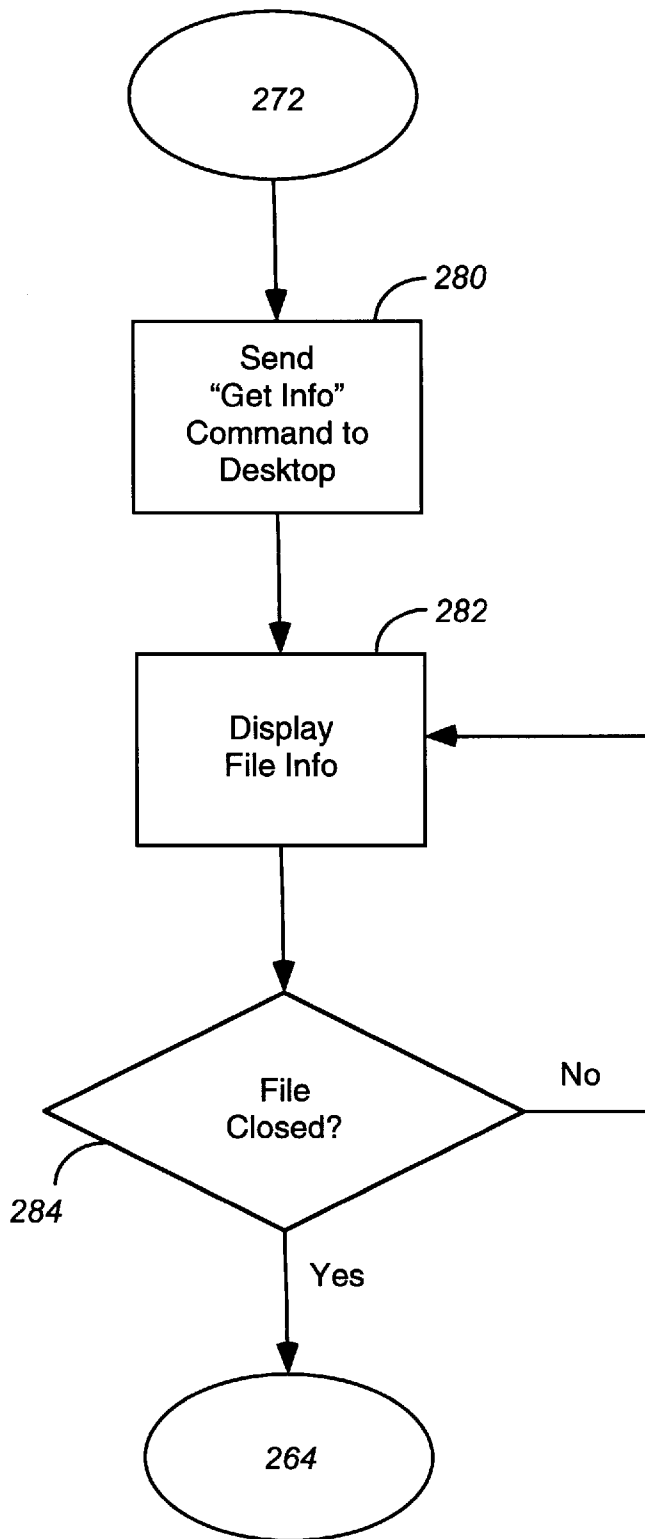 272
280
Send
“Get Info”
Command to
Desktop
282
Display
File Info
File
Closed?
No
284
Yes
264